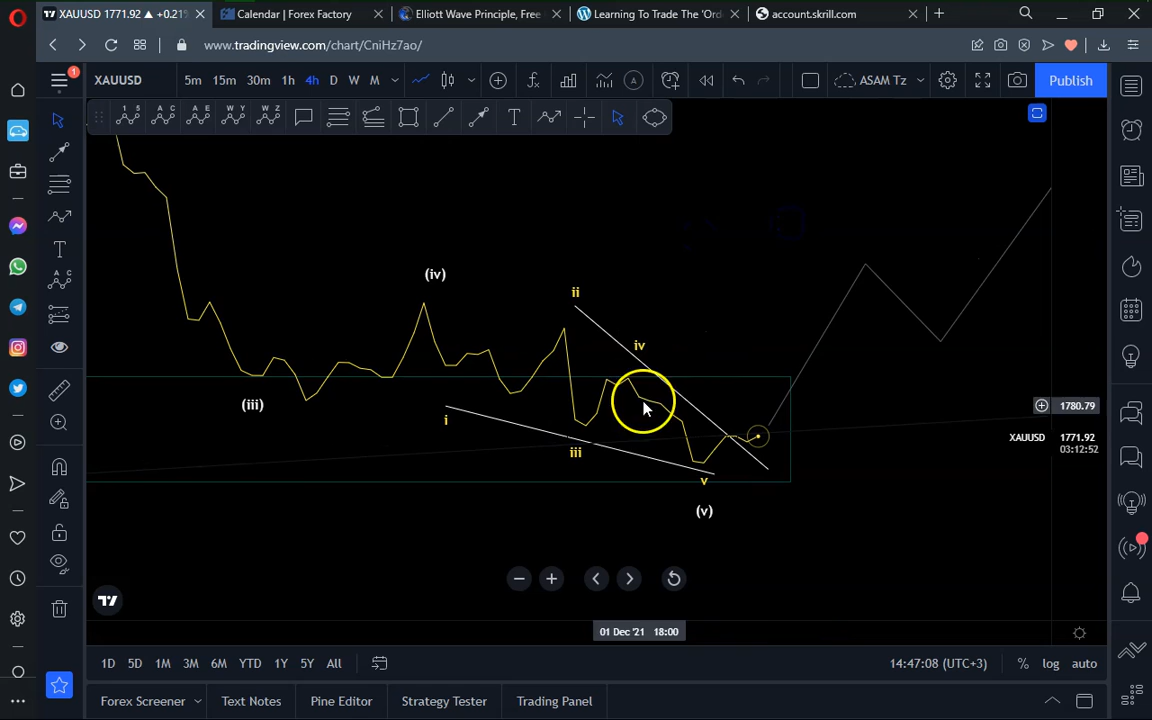 XAUUSD 1771.92 ▲ +0.21
Calendar | Forex Factory
Elliott Wave Principle, Free
Learning To Trade The 'Ord
account.skrill.com
www.tradingview.com/chart/CniHz7ao/
1
XAUUSD
5m 15m 30m 1h 4h D W M
ASAM Tz
Publish
1 5
A C
A E
W Y
W Z
T
T
A C
(iv)
ii
iv
(iii)
i
iii
v
(v)
1780.79
XAUUSD 1771.92
03:12:52
01 Dec '21 18:00
1D 5D 1M 3M 6M YTD 1Y 5Y All
14:47:08 (UTC+3)
% log auto
Forex Screener
Text Notes
Pine Editor
Strategy Tester
Trading Panel